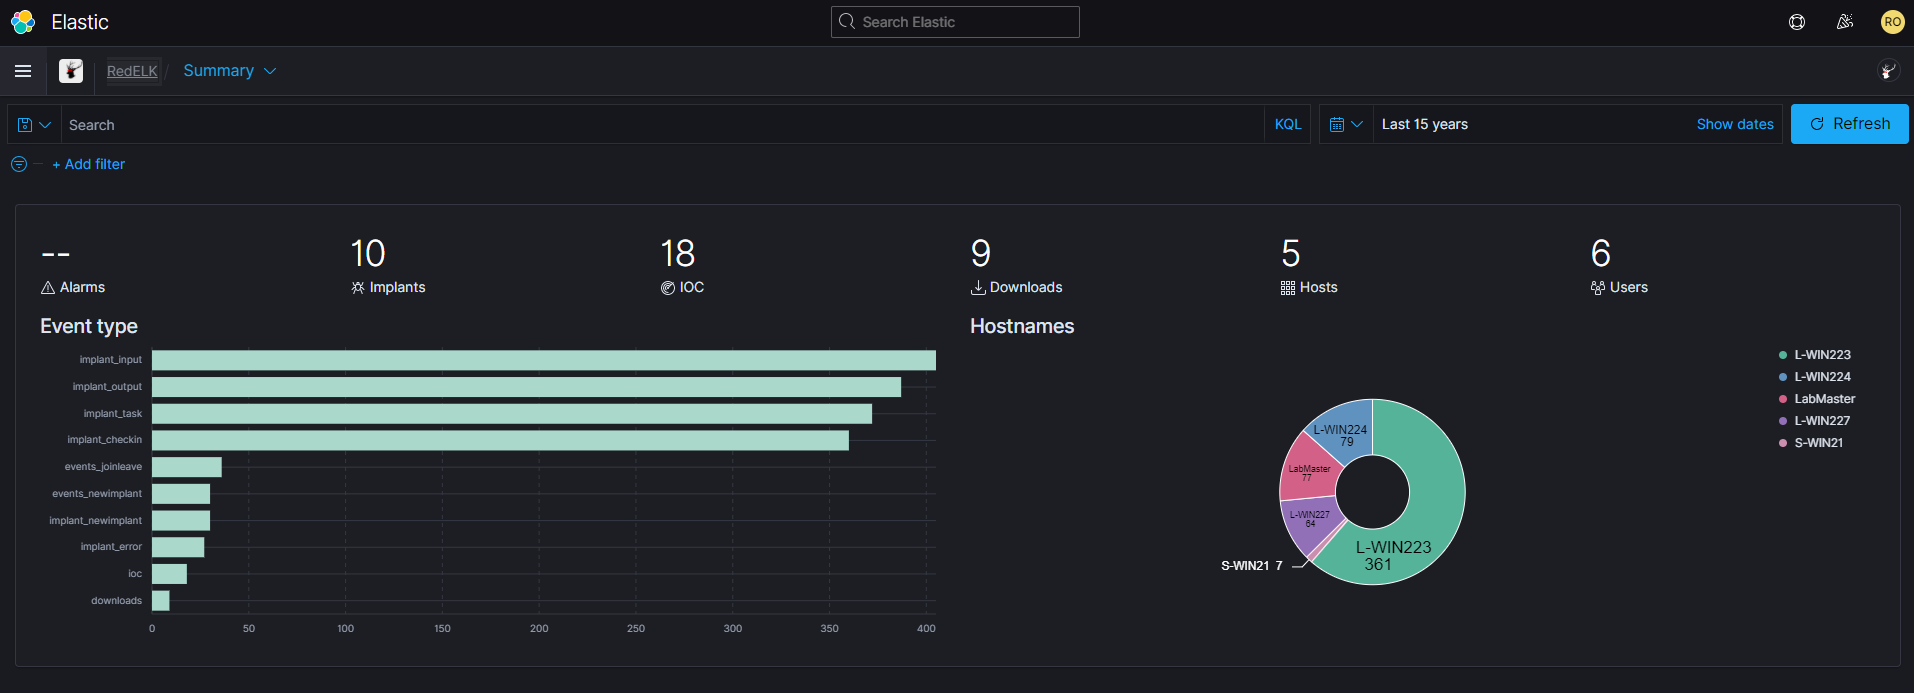 Elastic
Search Elastic
RO
RedELK / Summary
Search
KQL
Last 15 years
Show dates
Refresh
+ Add filter
--
Alarms
10
Implants
18
IOC
9
Downloads
5
Hosts
6
Users
Event type
implant_input
implant_output
implant_task
implant_checkin
events_joinleave
events_newimplant
implant_newimplant
implant_error
ioc
downloads
0 50 100 150 200 250 300 350 400
Hostnames
L-WIN224
79
LabMaster
77
L-WIN227
64
S-WIN21 7
L-WIN223
361
L-WIN223
L-WIN224
LabMaster
L-WIN227
S-WIN21